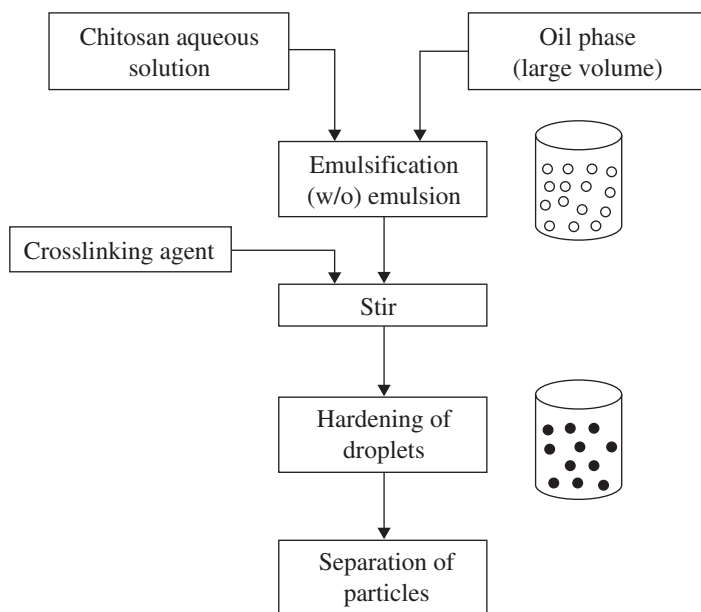 Chitosan aqueous
solution
Oil phase
(large volume)
Emulsification
(w/o) emulsion
Crosslinking agent
Stir
Hardening of
droplets
Separation of
particles